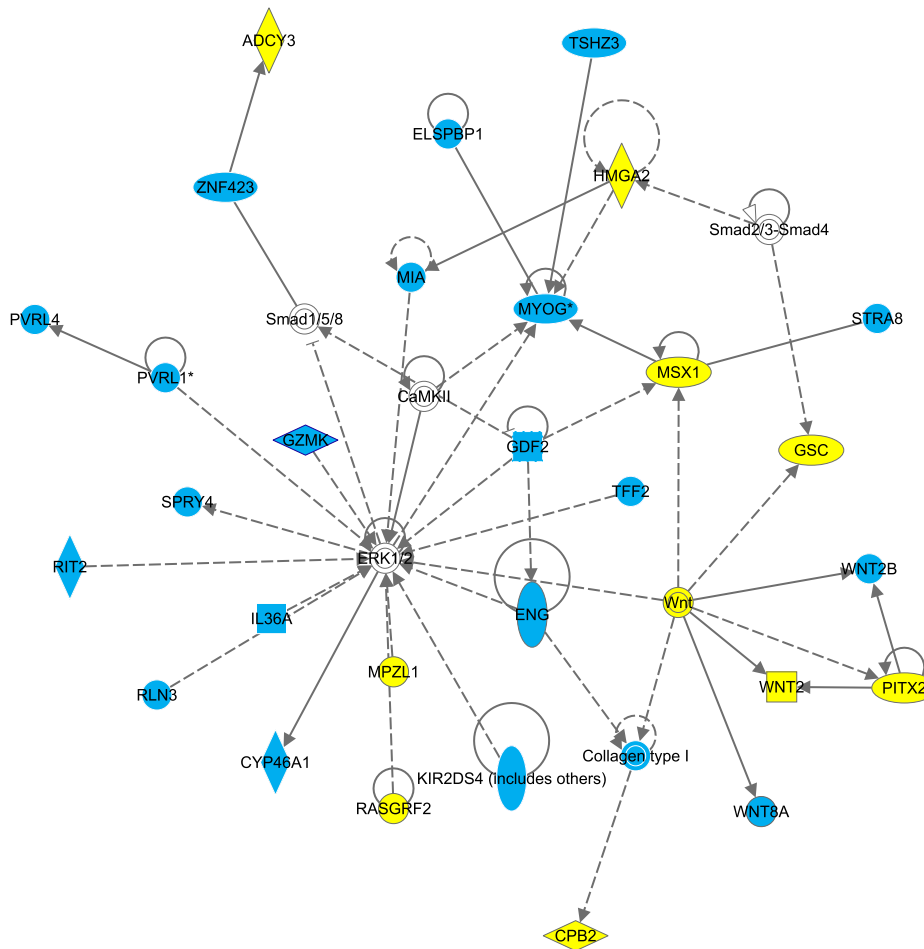 ADCY3
TSHZ3
ELSPBP1
HMGA2
ZNF423
Smad2/3-Smad4
MIA
MYOG*
PVRL4
Smad1/5/8
STRA8
MSX1
PVRL1*
CaMKII
GZMK
GDF2
GSC
SPRY4
TFF2
ERK1/2
RIT2
WNT2B
Wnt
IL36A
ENG
MPZL1
WNT2
PITX2
RLN3
CYP46A1
Collagen type I
KIR2DS4 (includes others)
RASGRF2
WNT8A
CPB2